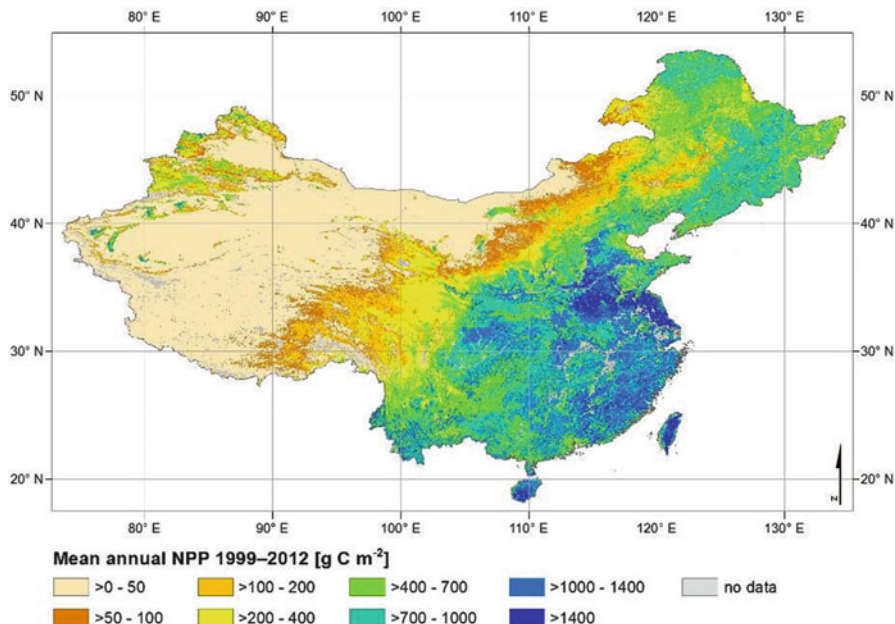 80° E 90° E 100° E 110° E 120° E 130° E
50° N 50° N
40° N 40° N
30° N 30° N
20° N 20° N
N
80° E 90° E 100° E 110° E 120° E 130° E
Mean annual NPP 1999–2012 [g C m⁻²]
>0 - 50 >100 - 200 >400 - 700 >1000 - 1400 no data
>50 - 100 >200 - 400 >700 - 1000 >1400